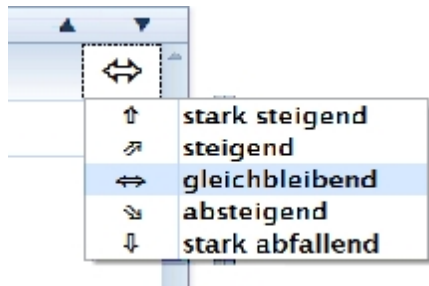 stark steigend
steigend
gleichbleibend
absteigend
stark abfallend